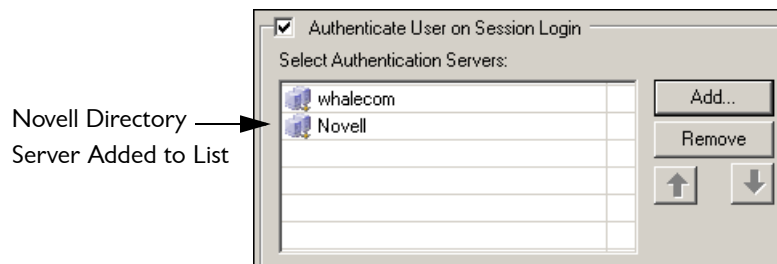 Authenticate User on Session Login
Select Authentication Servers:
whalecom
Novell
Add...
Remove
Novell Directory
Server Added to List